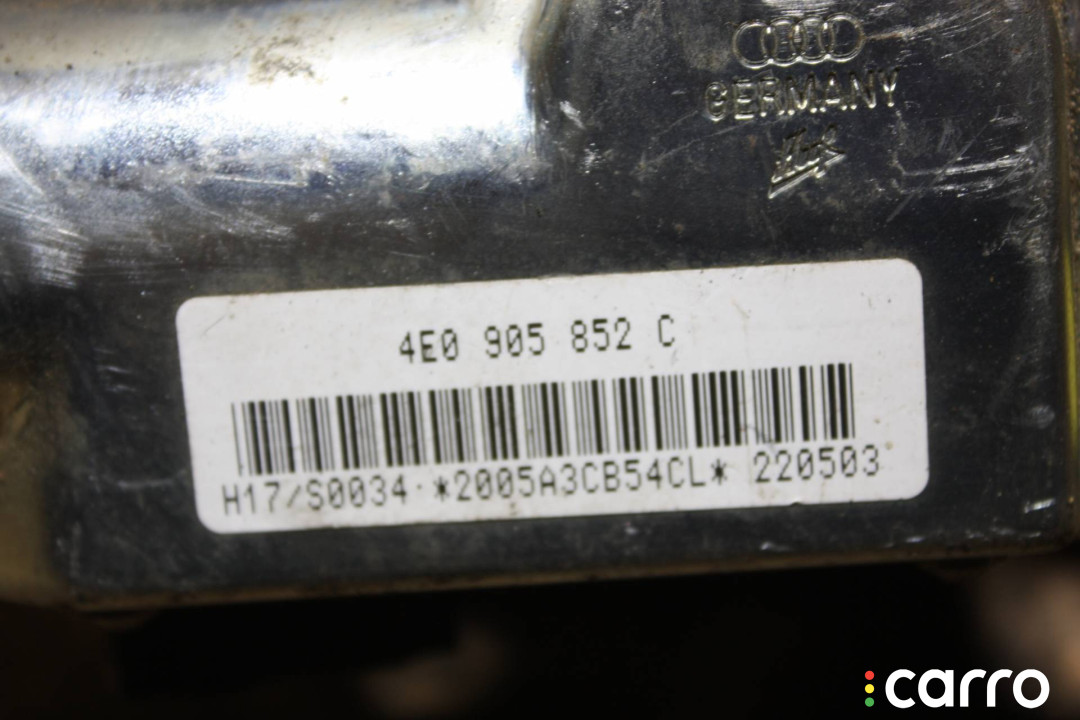 GERMANY
4E0 905 852 C
H17/S0034 *2005A3CB54CL* 220503
carro